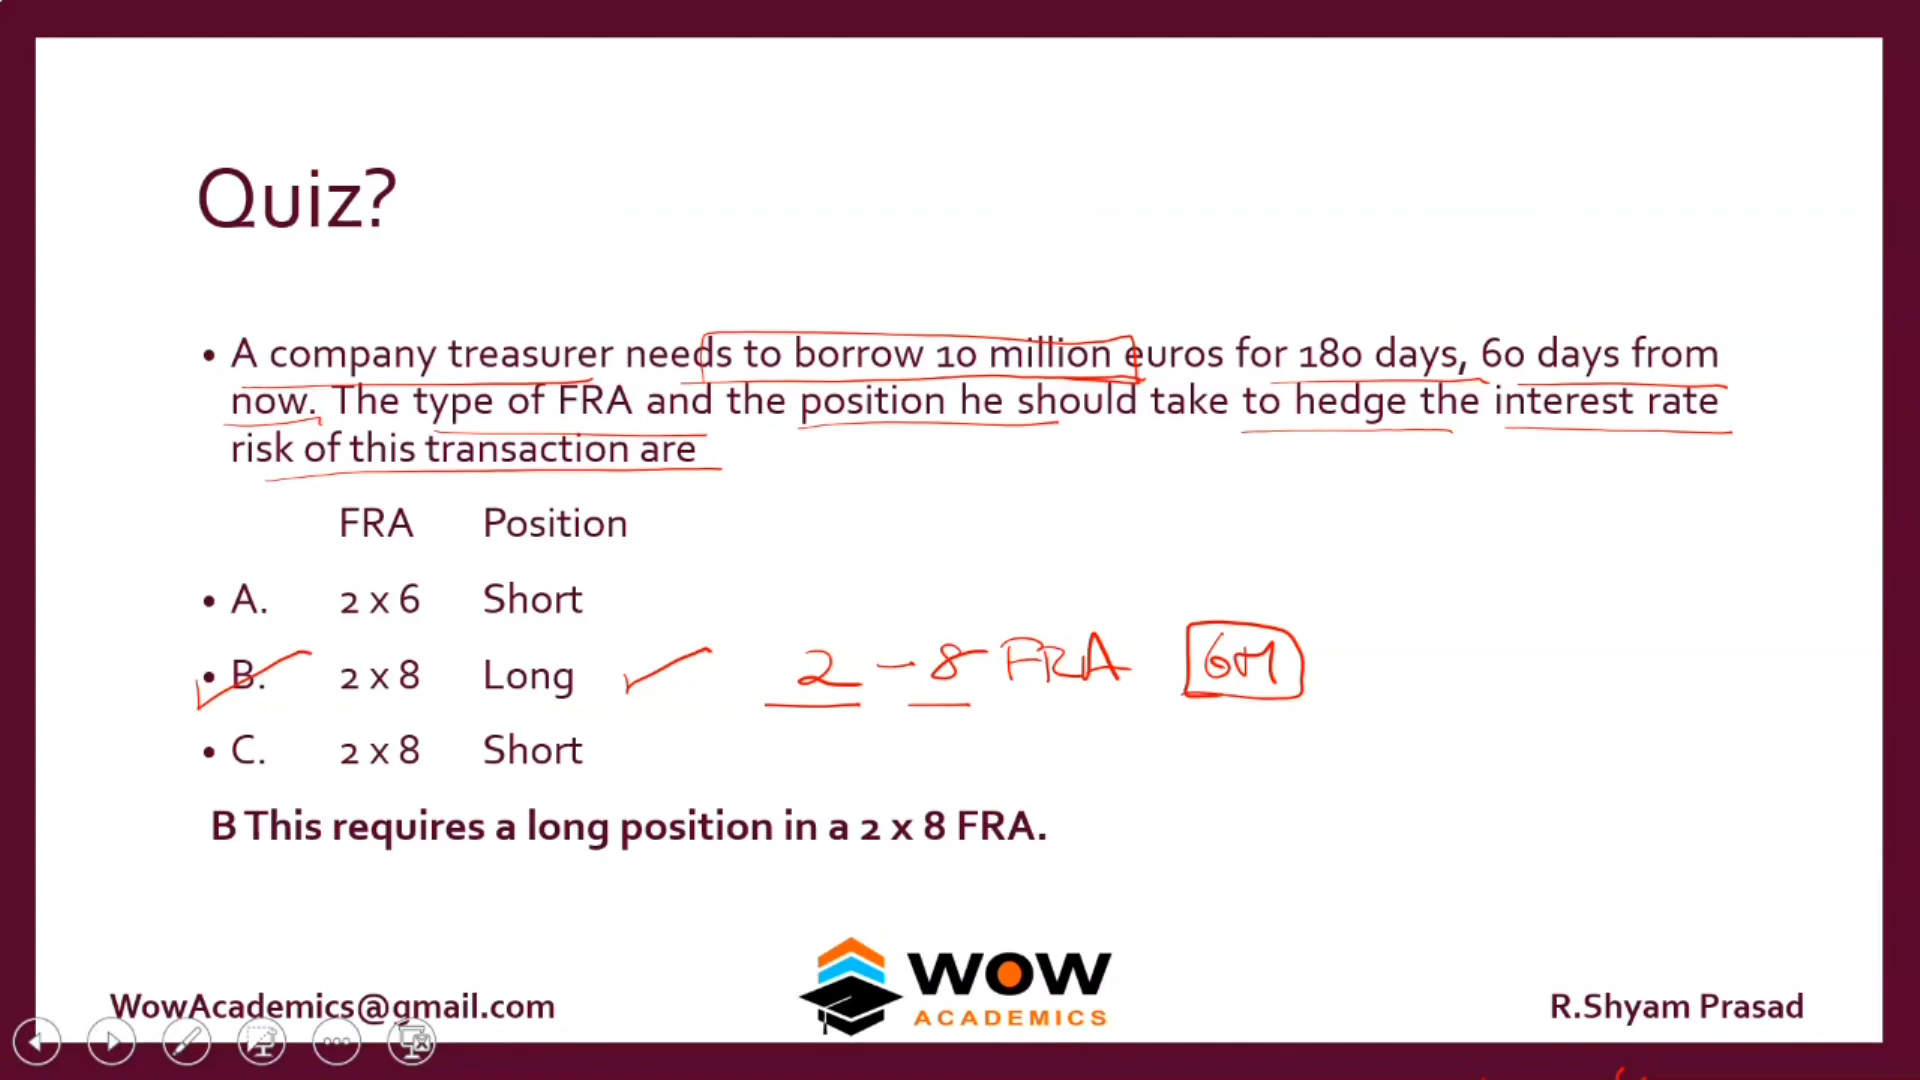 Quiz?
• A company treasurer needs to borrow 10 million euros for 180 days, 60 days from
now. The type of FRA and the position he should take to hedge the interest rate
risk of this transaction are
FRA Position
• A. 2 x 6 Short
• B. 2 x 8 Long 2 - 8 FRA 6M
• C. 2 x 8 Short
B This requires a long position in a 2 x 8 FRA.
WowAcademics@gmail.com
WOW
ACADEMICS
R.Shyam Prasad